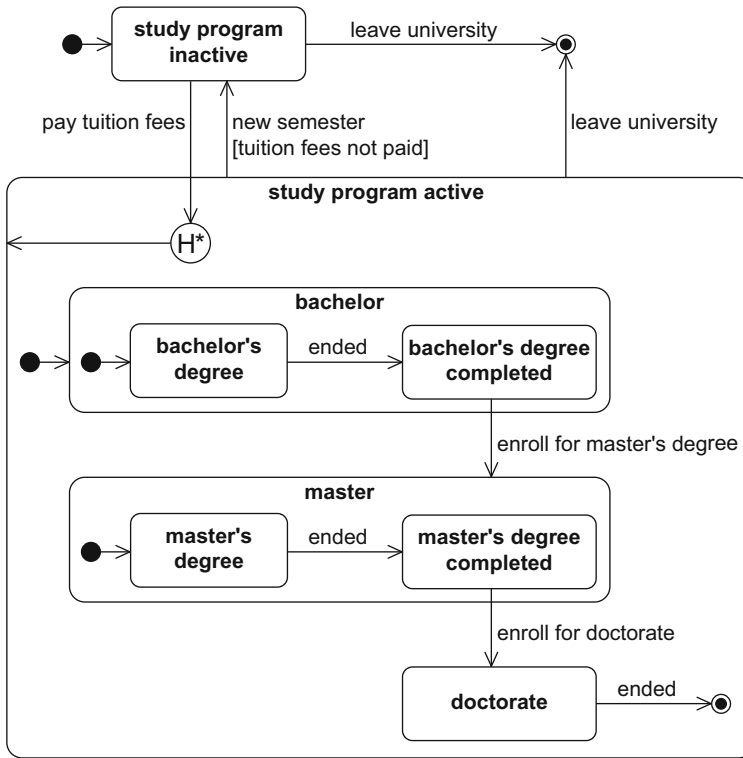 study program
inactive
leave university
pay tuition fees
new semester
[tuition fees not paid]
leave university
study program active
H*
bachelor
bachelor's
degree
ended
bachelor's degree
completed
enroll for master's degree
master
master's
degree
ended
master's degree
completed
enroll for doctorate
doctorate
ended